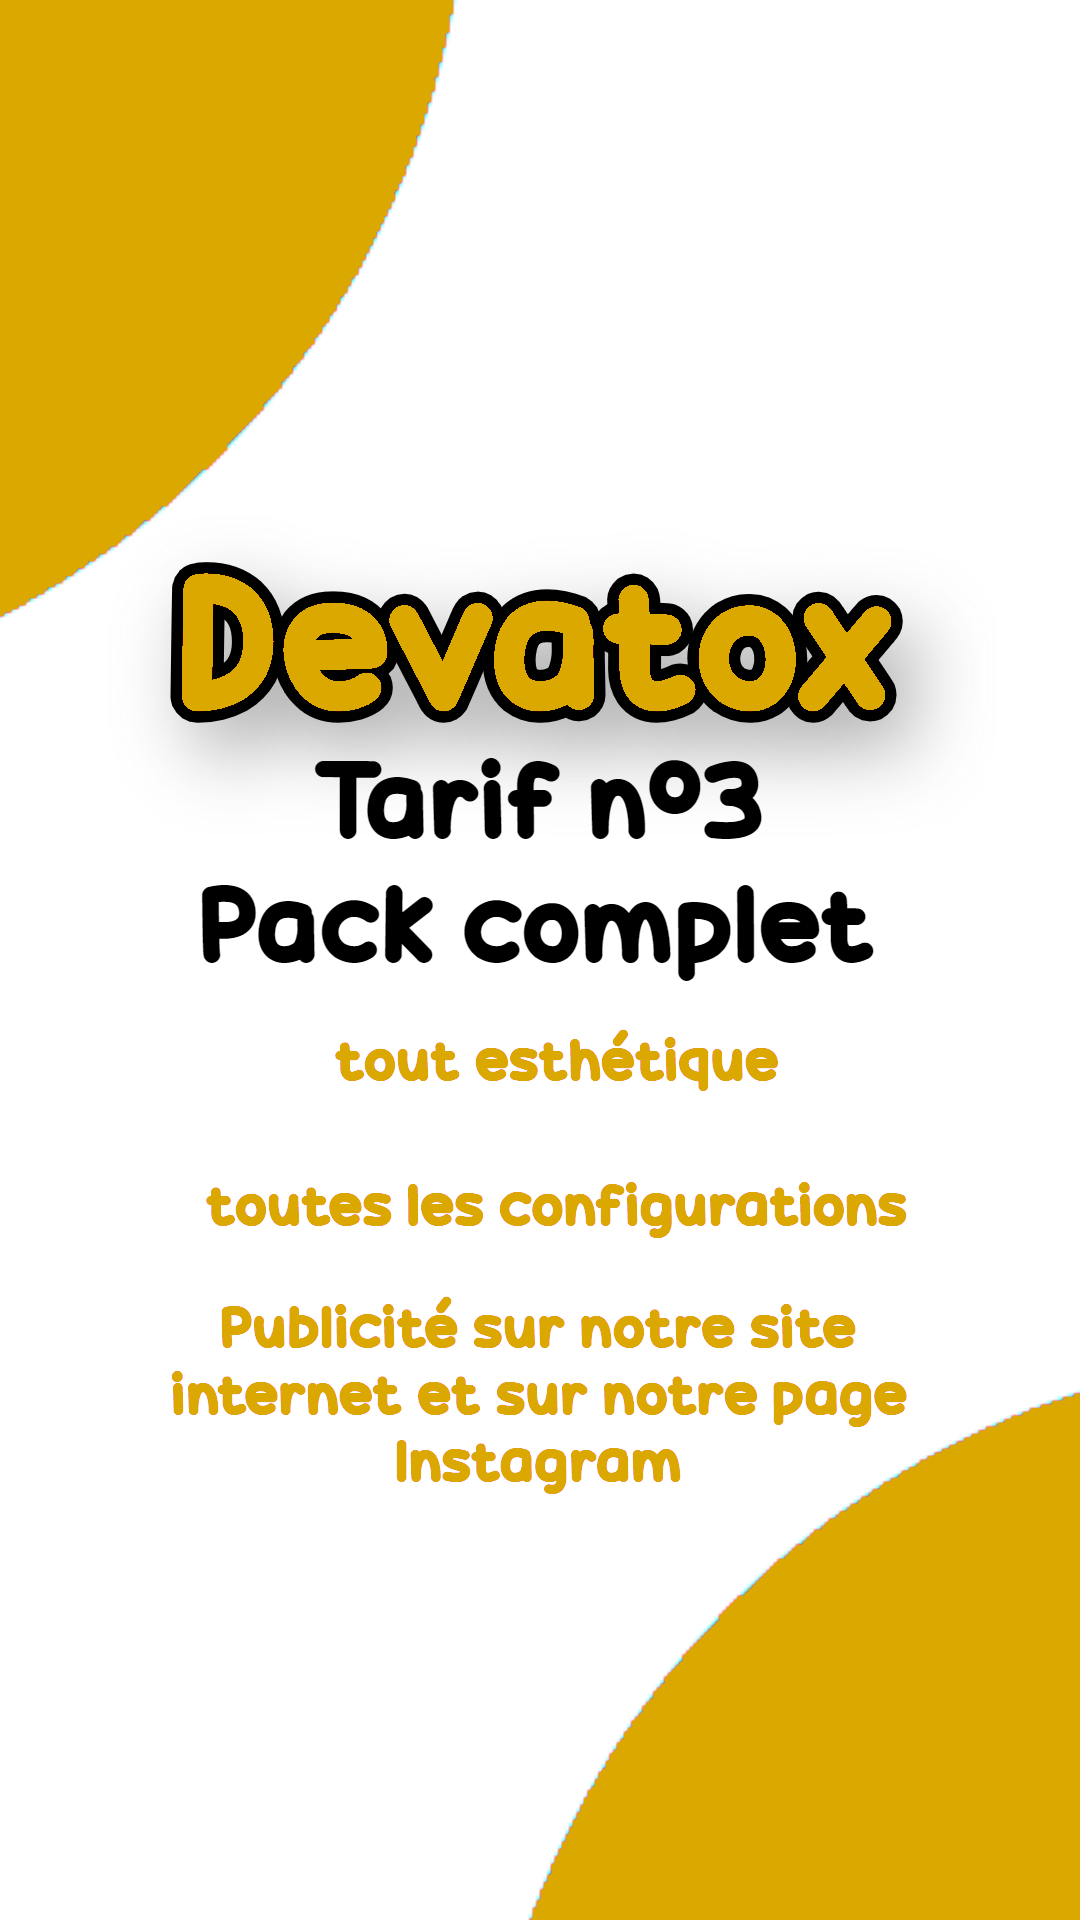 Devatox
Tarif nº3
Pack complet
tout esthétique
toutes les configurations
Publicité sur notre site
internet et sur notre page
Instagram